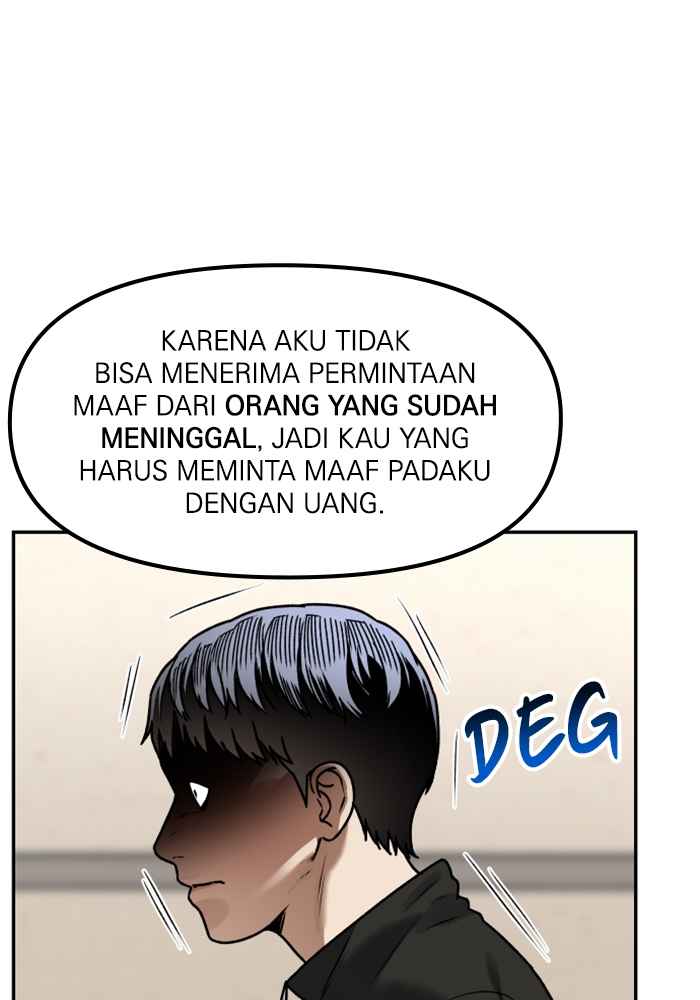 KARENA AKU TIDAK
BISA MENERIMA PERMINTAAN
MAAF DARI ORANG YANG SUDAH
MENINGGAL, JADI KAU YANG
HARUS MEMINTA MAAF PADAKU
DENGAN UANG.
DEG